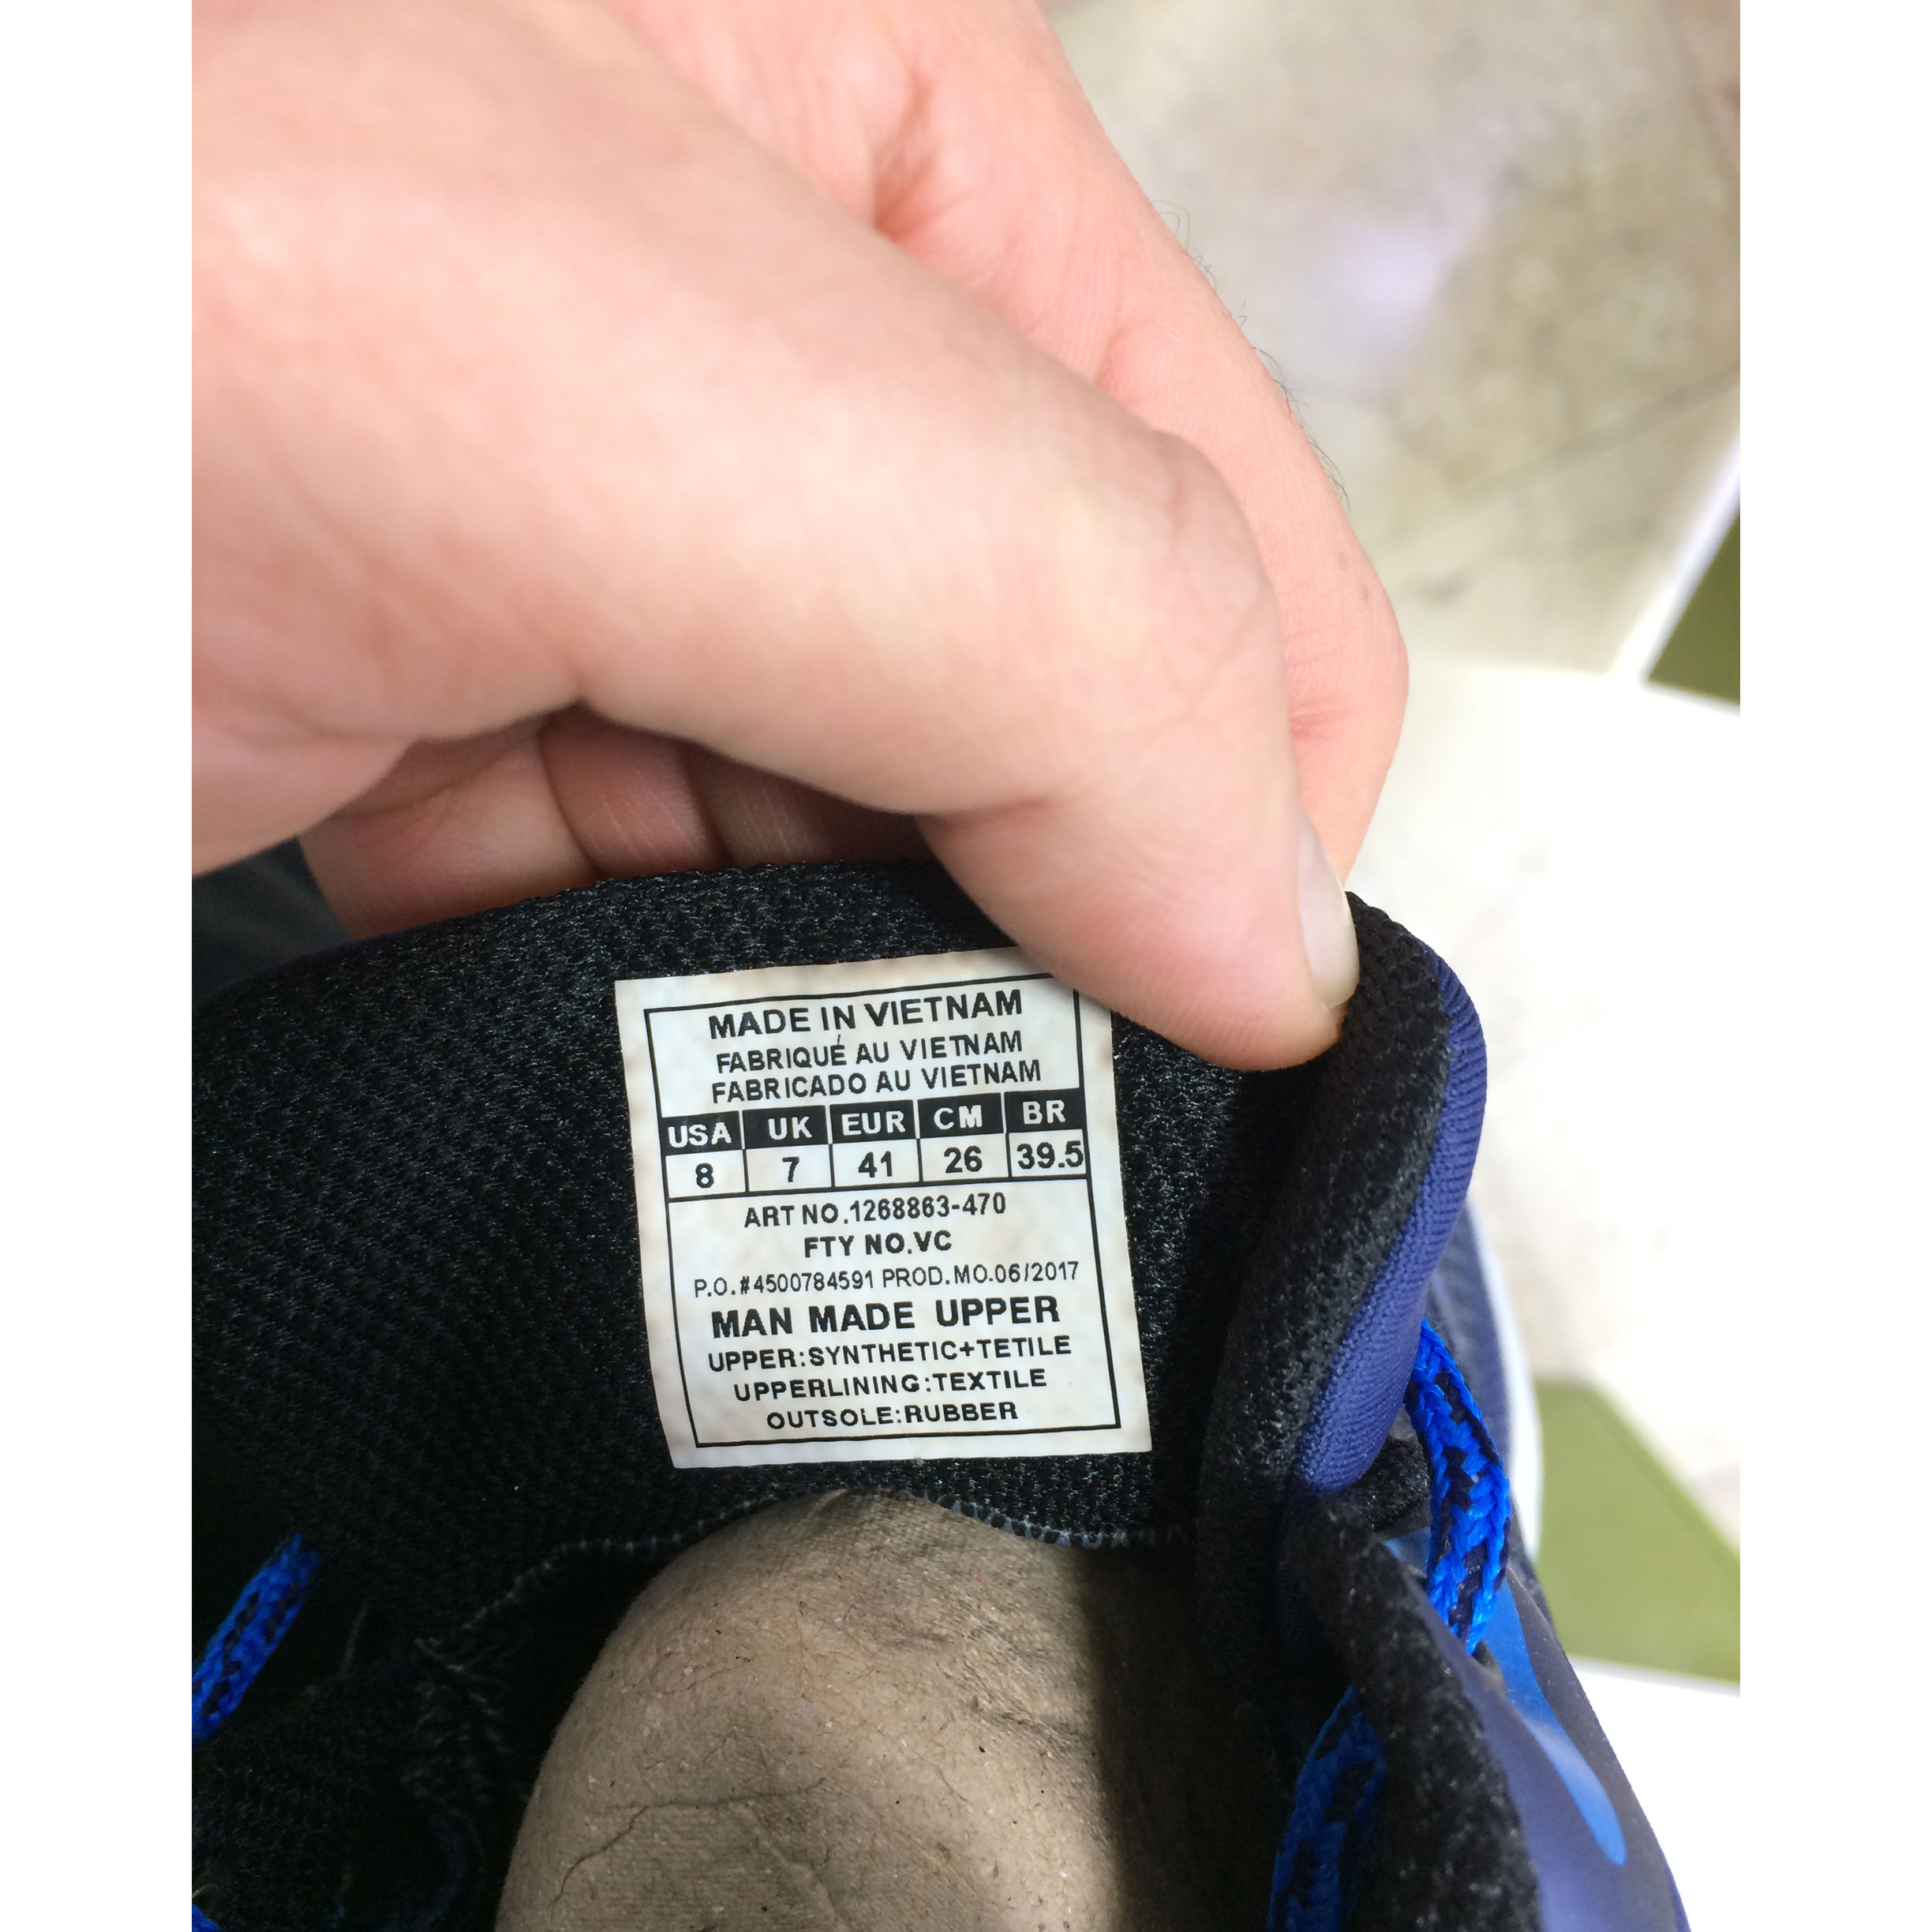 MADE IN VIETNAM
FABRIQUÉ AU VIETNAM
FABRICADO AU VIETNAM
USA UK EUR CM BR
8 7 41 26 39.5
ART NO.1268863-470
FTY NO.VC
P.O.#4500784591 PROD.MO.06/2017
MAN MADE UPPER
UPPER:SYNTHETIC+TETILE
UPPERLINING:TEXTILE
OUTSOLE:RUBBER